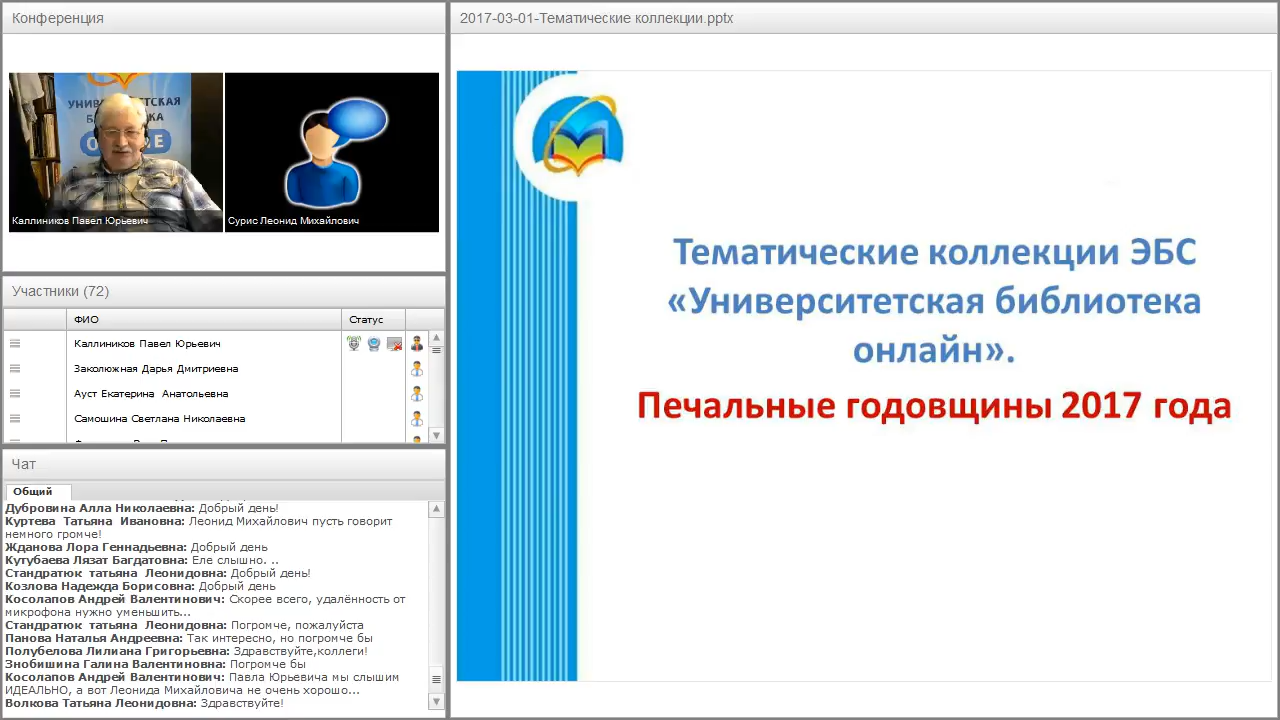 Конференция
УНИВ СТСКАЯ
Каллиников Павел Юрьевич
Сурис Леонид Михайлович
Участники (72)
ФИО
Статус
Каллиников Павел Юрьевич
Заколюжная Дарья Дмитриевна
Ауст Екатерина Анатольевна
Самошина Светлана Николаевна
Чат
Общий
Дубровина Алла Николаевна: Добрый день!
Куртева Татьяна Ивановна: Леонид Михайлович пусть говорит
немного громче!
Жданова Лора Геннадьевна: Добрый день
Кутубаева Лязат Багдатовна: Еле слышно. ..
Стандратюк татьяна Леонидовна: Добрый день!
Козлова Надежда Борисовна: Добрый день
Косолапов Андрей Валентинович: Скорее всего, удалённость от
микрофона нужно уменьшить...
Стандратюк татьяна Леонидовна: Погромче, пожалуйста
Панова Наталья Андреевна: Так интересно, но погромче бы
Полубелова Лилиана Григорьевна: Здравствуйте,коллеги!
Знобишина Галина Валентиновна: Погромче бы
Косолапов Андрей Валентинович: Павла Юрьевича мы слышим
ИДЕАЛЬНО, а вот Леонида Михайловича не очень хорошо...
Волкова Татьяна Леонидовна: Здравствуйте!
2017-03-01-Тематические коллекции.pptx
Тематические коллекции ЭБС
«Университетская библиотека
онлайн».
Печальные годовщины 2017 года